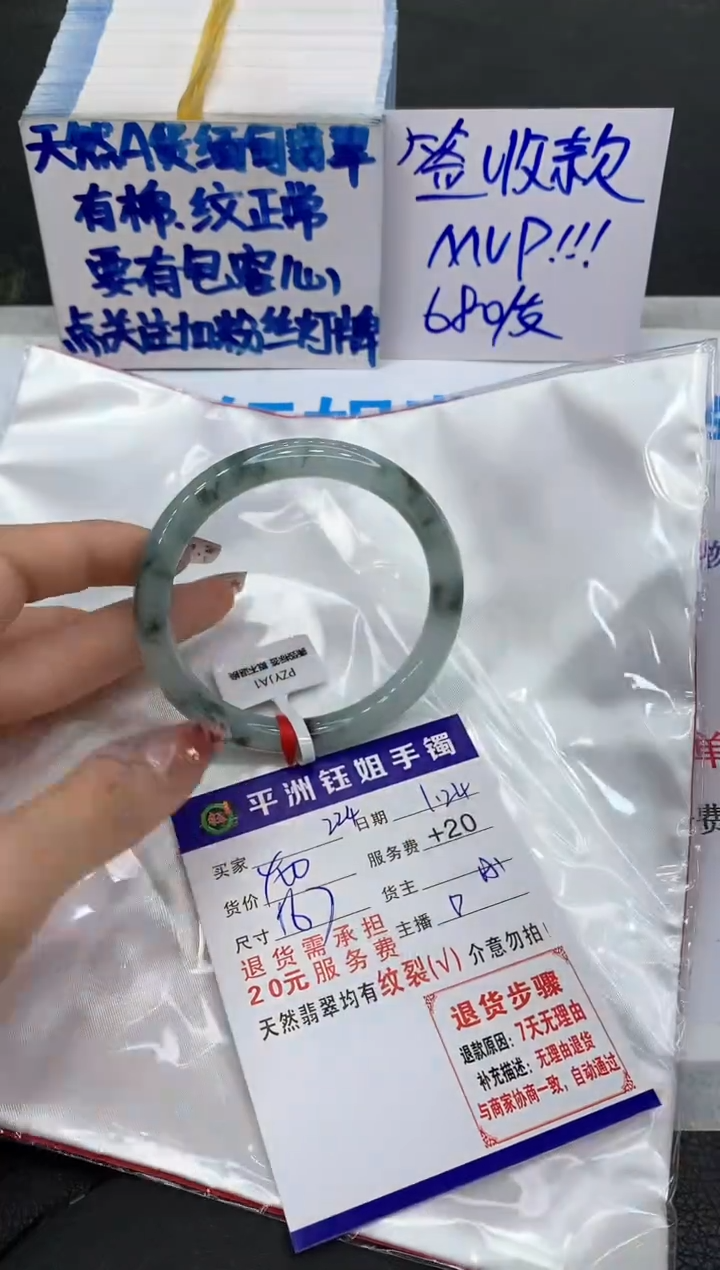 天然A货缅甸翡翠
有棉、纹正常
要有包容心,
点关注加粉丝灯牌
签收款
MVP!!!
680发
PZYJA1
平洲钰姐手镯
买家 224 日期 1.24
货价 服务费 +20
尺寸 货主 A1
主播
退货需承担
20元服务费
天然翡翠均有纹裂(√) 介意勿拍!
退货步骤
退款原因: 7天无理由
补充描述: 无理由退货
与商家协商一致，自动通过
费